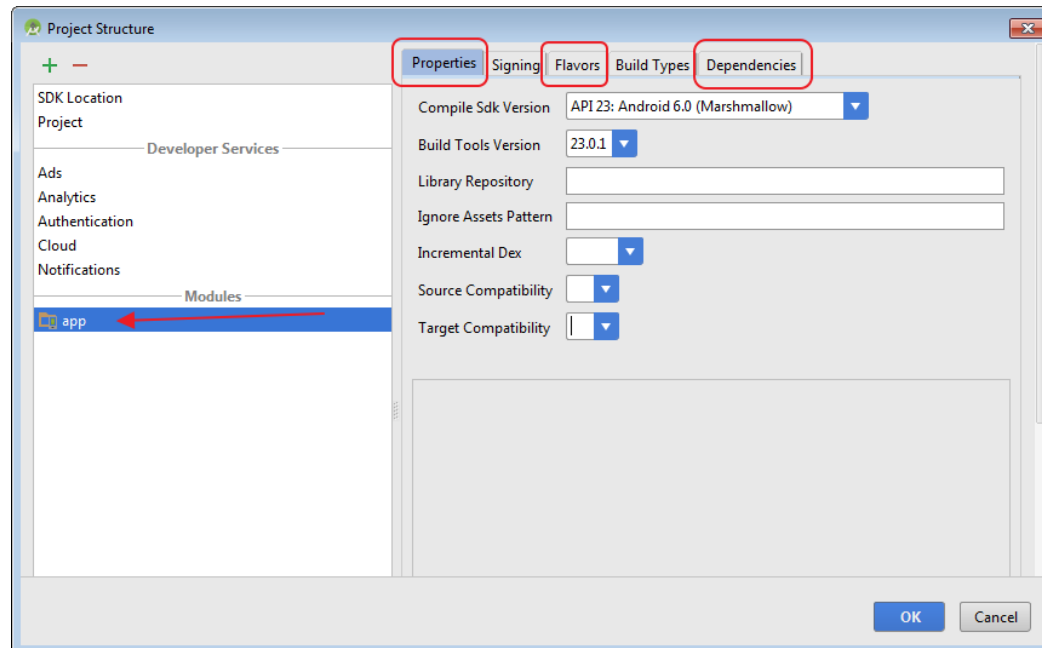 Project Structure
SDK Location
Project
Developer Services
Ads
Analytics
Authentication
Cloud
Notifications
Modules
app
Properties Signing Flavors Build Types Dependencies
Compile Sdk Version API 23: Android 6.0 (Marshmallow)
Build Tools Version 23.0.1
Library Repository
Ignore Assets Pattern
Incremental Dex
Source Compatibility
Target Compatibility
OK Cancel